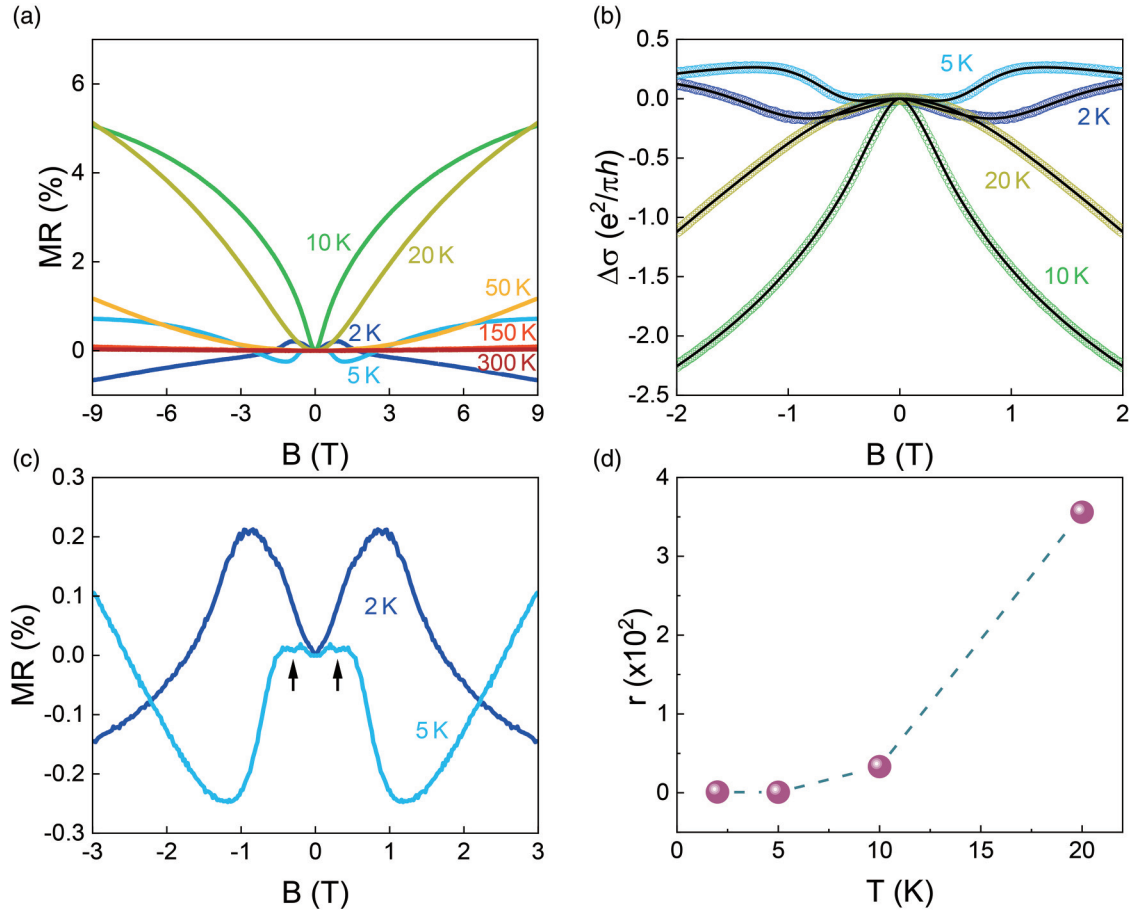 (a)
MR (%)
6
4
2
0
10 K
20 K
50 K
2 K
150 K
300 K
5 K
-9 -6 -3 0 3 6 9
B (T)
(b)
Δσ (e²/πh)
0.5
0.0
-0.5
-1.0
-1.5
-2.0
-2.5
5 K
2 K
20 K
10 K
-2 -1 0 1 2
B (T)
(c)
MR (%)
0.3
0.2
0.1
0.0
-0.1
-0.2
-0.3
2 K
5 K
-3 -2 -1 0 1 2 3
B (T)
(d)
r (x10²)
4
3
2
1
0
0 5 10 15 20
T (K)